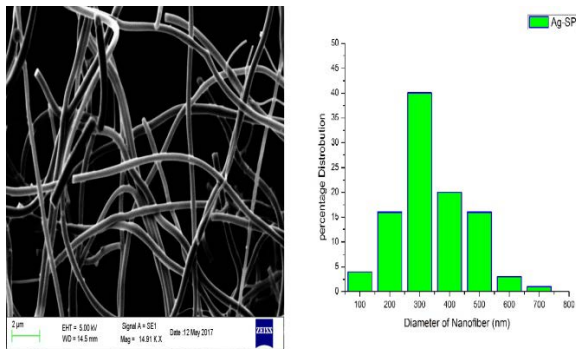 2 µm
EHT = 5.00 kV
WD = 14.5 mm
Signal A = SE1
Mag = 14.91 K X
Date :12 May 2017
ZEISS
Ag-SP
percentage Distrobution
50
45
40
35
30
25
20
15
10
5
0
100 200 300 400 500 600 700 800
Diameter of Nanofiber (nm)